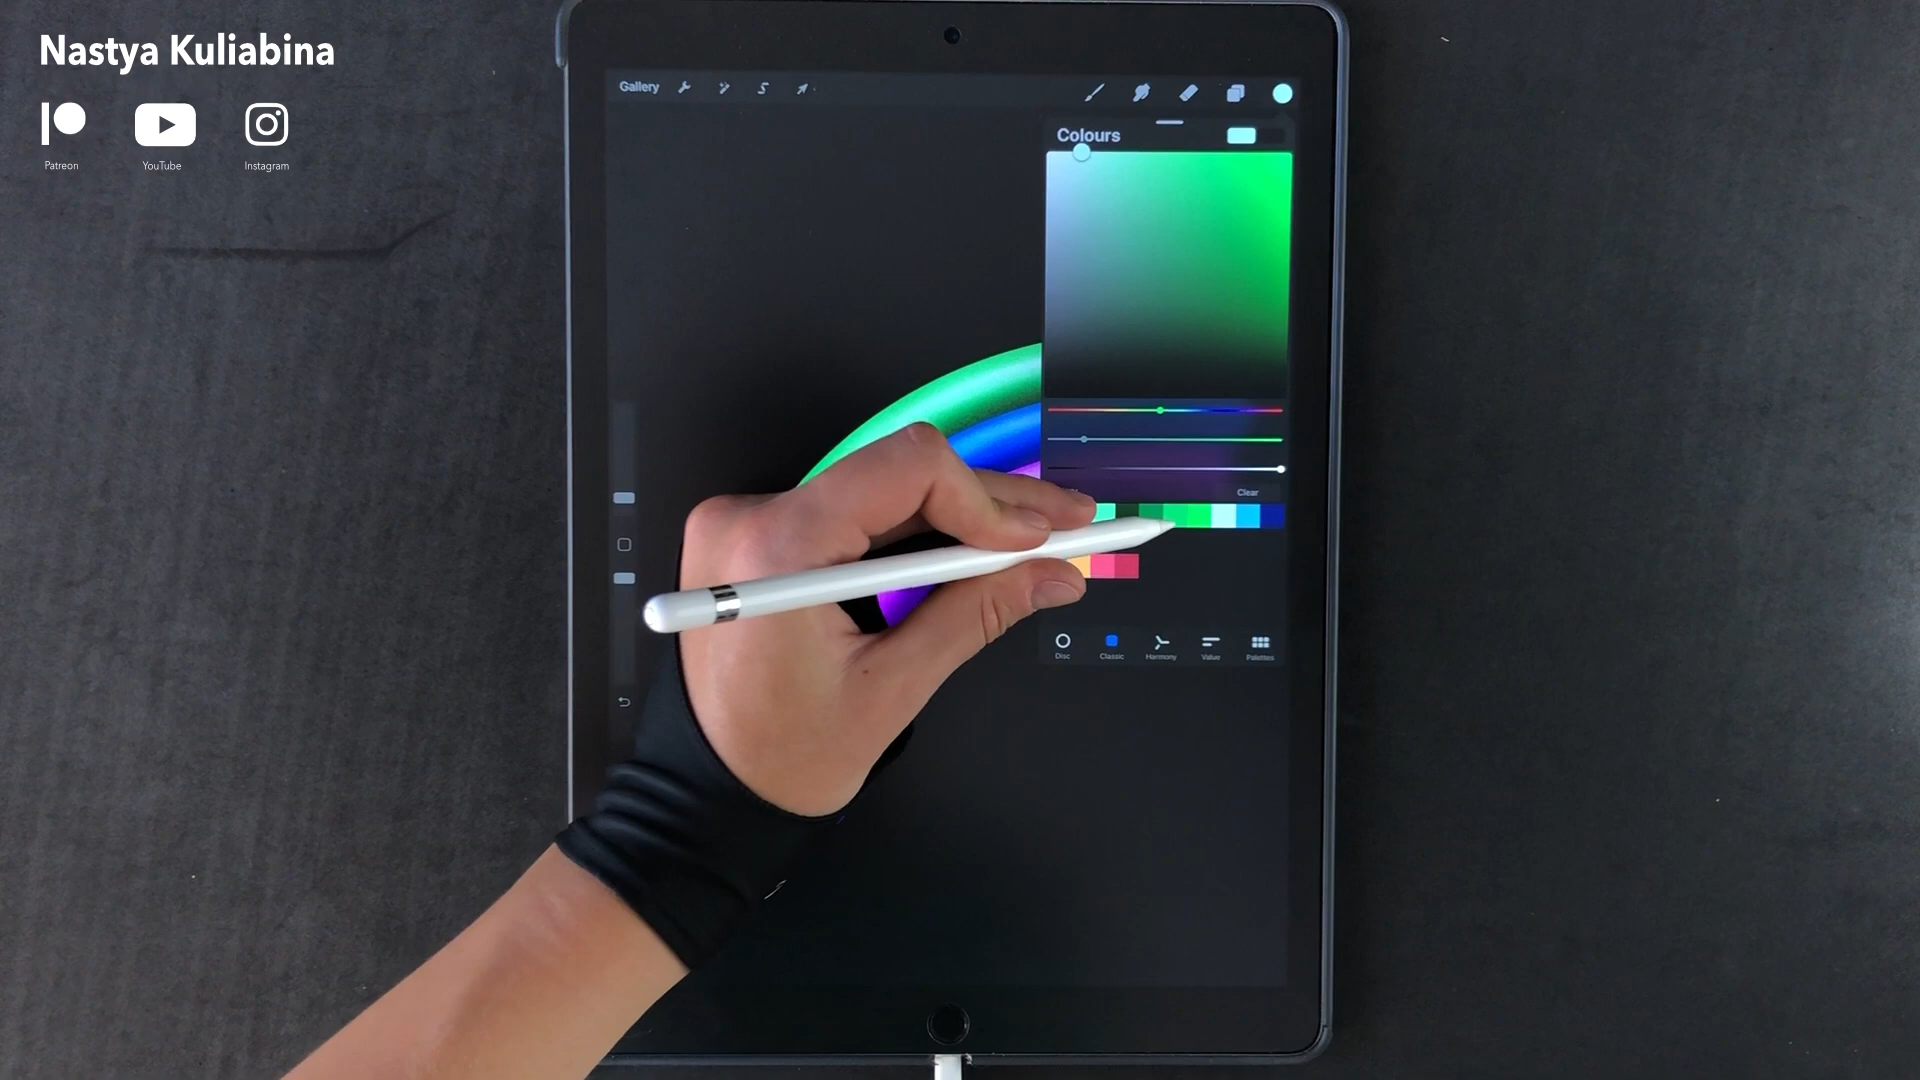 Nastya Kuliabina
Patreon
YouTube
Instagram
Gallery
Colours
Clear
Disc
Classic
Harmony
Value
Palettes